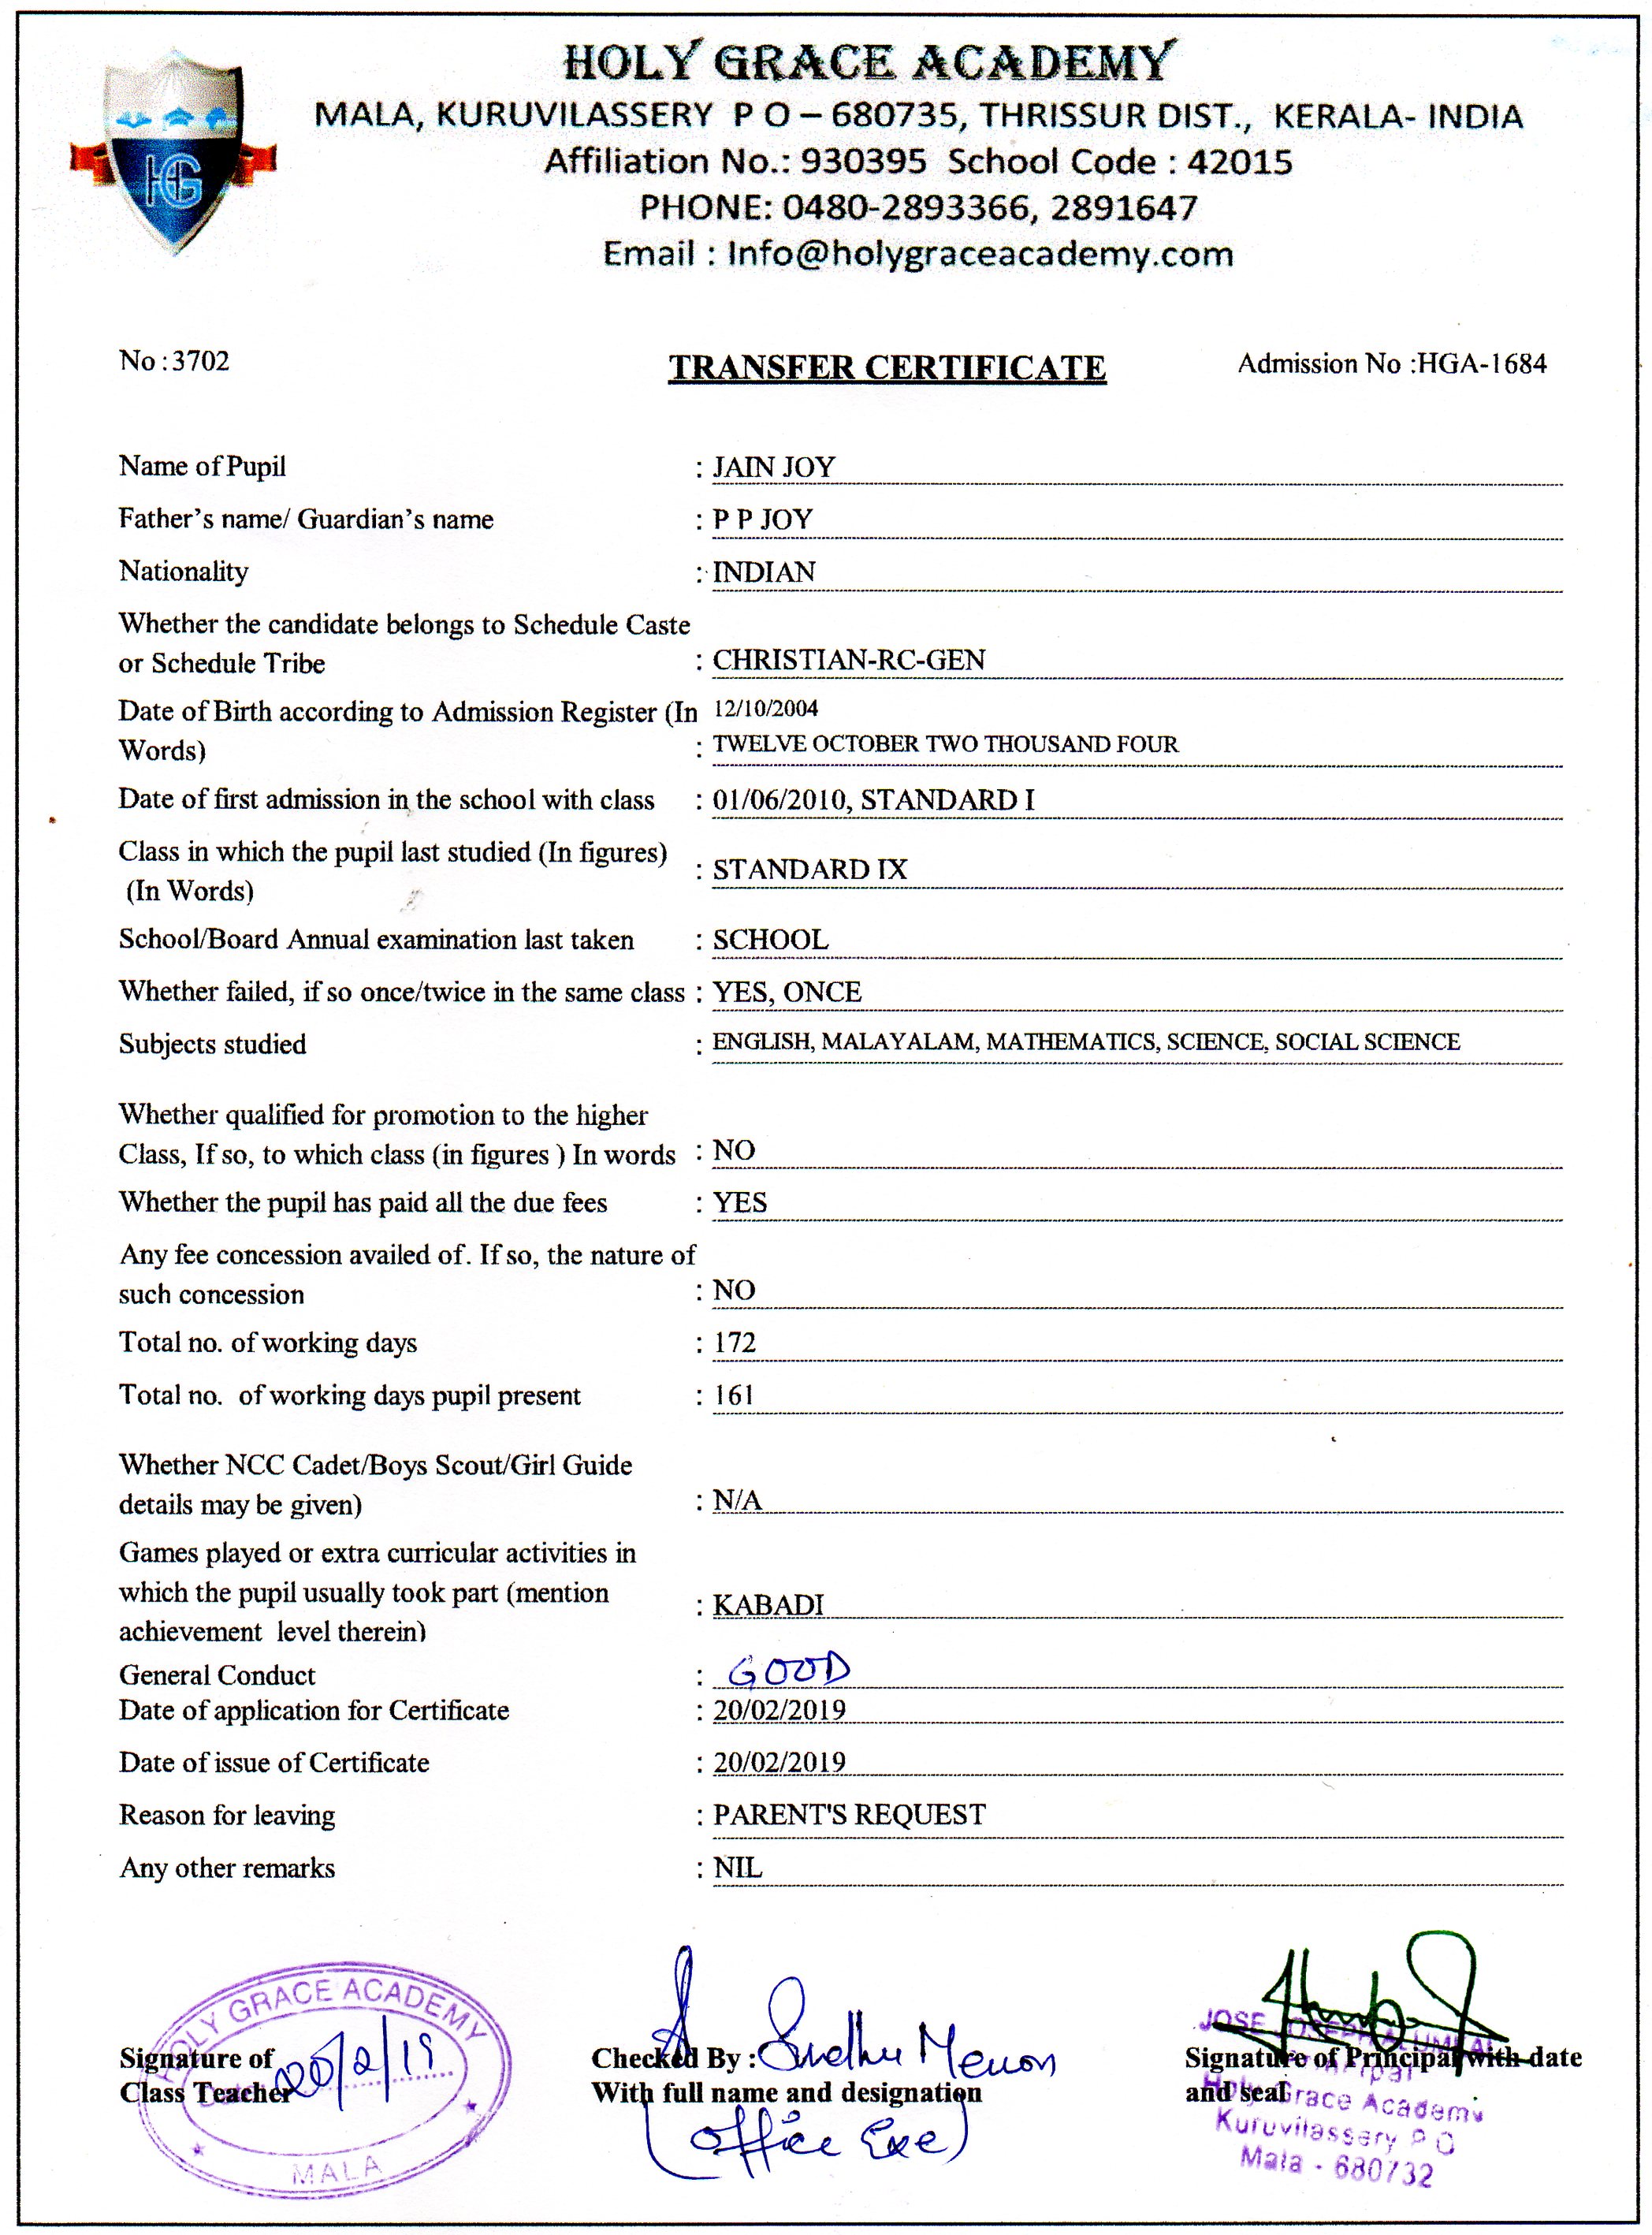 HOLY GRACE ACADEMY
MALA, KURUVILASSERY P O – 680735, THRISSUR DIST., KERALA- INDIA
Affiliation No.: 930395 School Code : 42015
PHONE: 0480-2893366, 2891647
Email : Info@holygraceacademy.com
HG
No :3702 TRANSFER CERTIFICATE Admission No :HGA-1684
Name of Pupil : JAIN JOY
Father’s name/ Guardian’s name : P P JOY
Nationality : INDIAN
Whether the candidate belongs to Schedule Caste
or Schedule Tribe : CHRISTIAN-RC-GEN
Date of Birth according to Admission Register (In 12/10/2004
Words) : TWELVE OCTOBER TWO THOUSAND FOUR
Date of first admission in the school with class : 01/06/2010, STANDARD I
Class in which the pupil last studied (In figures) : STANDARD IX
(In Words)
School/Board Annual examination last taken : SCHOOL
Whether failed, if so once/twice in the same class : YES, ONCE
Subjects studied : ENGLISH, MALAYALAM, MATHEMATICS, SCIENCE, SOCIAL SCIENCE
Whether qualified for promotion to the higher
Class, If so, to which class (in figures ) In words : NO
Whether the pupil has paid all the due fees : YES
Any fee concession availed of. If so, the nature of
such concession : NO
Total no. of working days : 172
Total no. of working days pupil present : 161
Whether NCC Cadet/Boys Scout/Girl Guide
details may be given) : N/A
Games played or extra curricular activities in
which the pupil usually took part (mention : KABADI
achievement level therein)
General Conduct : GOOD
Date of application for Certificate : 20/02/2019
Date of issue of Certificate : 20/02/2019
Reason for leaving : PARENT'S REQUEST
Any other remarks : NIL
HOLY GRACE ACADEMY
MALA
Signature of 20/2/19
Class Teacher
Checked By : Sindhu Menon
With full name and designation
(Office Exe)
JOSE JOSEPH
Signature of Principal with date
and seal
Principal
Holy Grace Academy
Kuruvilassery P O
Mala - 680732